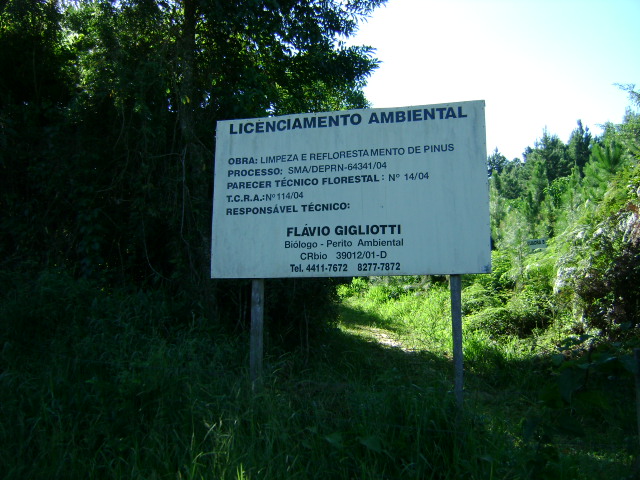 LICENCIAMENTO AMBIENTAL
OBRA: LIMPEZA E REFLORESTAMENTO DE PINUS
PROCESSO: SMA/DEPRN-64341/04
PARECER TÉCNICO FLORESTAL: Nº 14/04
T.C.R.A.: Nº 114/04
RESPONSÁVEL TÉCNICO:
FLÁVIO GIGLIOTTI
Biólogo - Perito Ambiental
CRbio 39012/01-D
Tel. 4411-7672 8277-7872